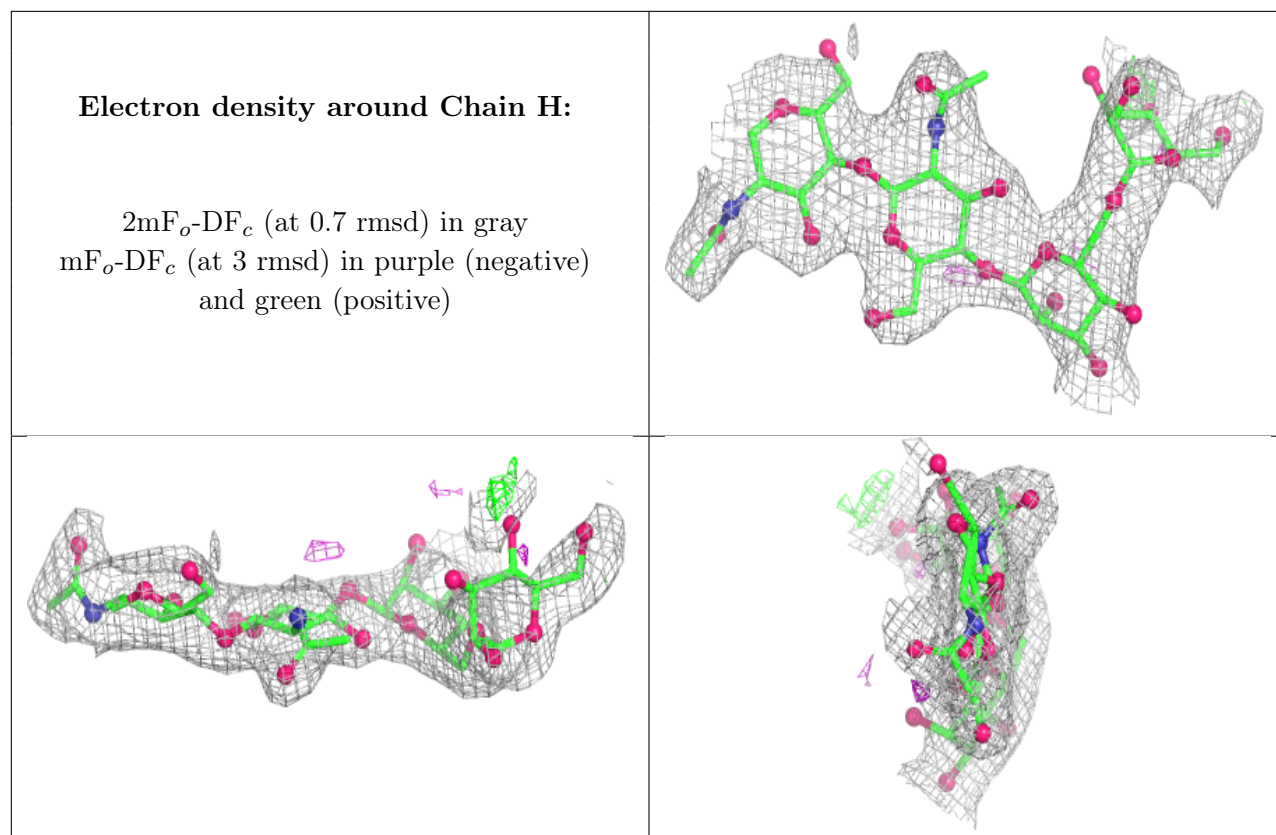 Electron density around Chain H:
2mFₒ-DF𝒸 (at 0.7 rmsd) in gray
mFₒ-DF𝒸 (at 3 rmsd) in purple (negative)
and green (positive)